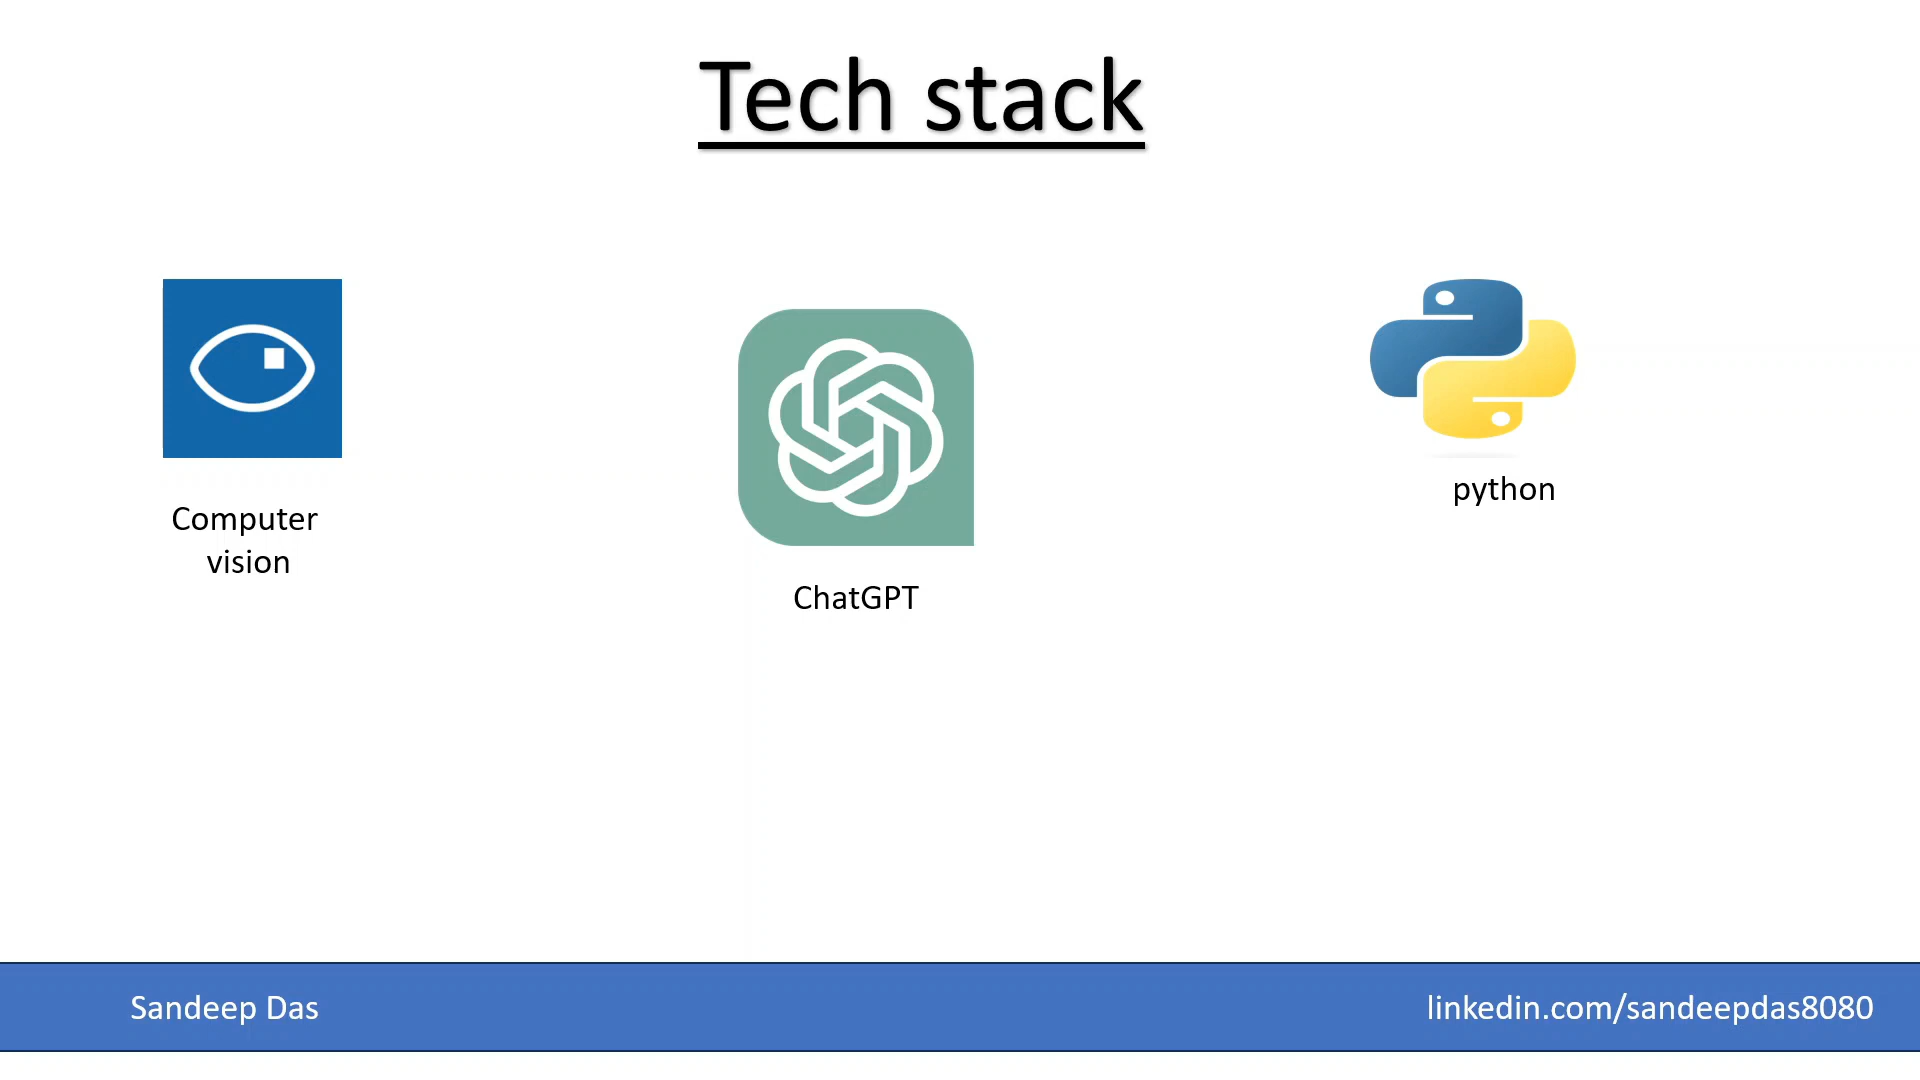 Tech stack
Computer
vision
ChatGPT
python
Sandeep Das
linkedin.com/sandeepdas8080